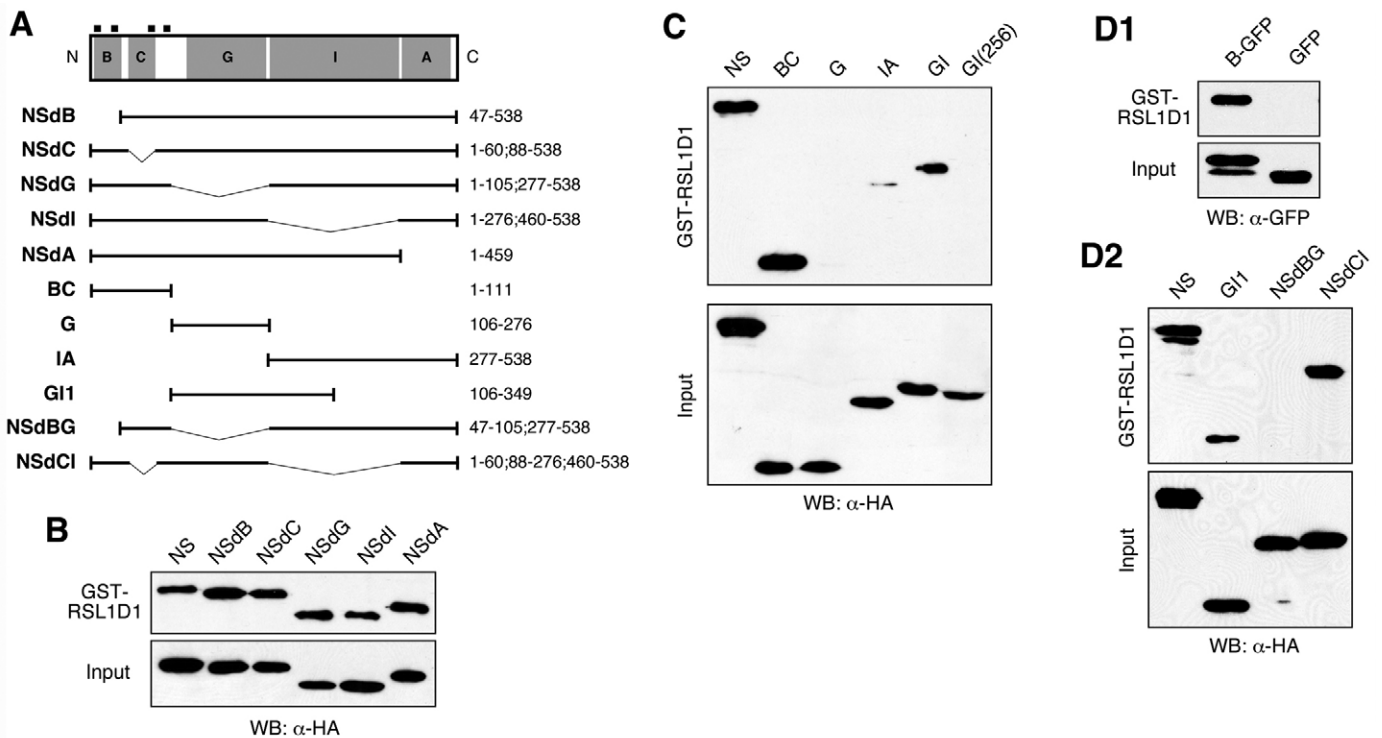 A
N B C G I A C
NSdB 47-538
NSdC 1-60;88-538
NSdG 1-105;277-538
NSdI 1-276;460-538
NSdA 1-459
BC 1-111
G 106-276
IA 277-538
GI1 106-349
NSdBG 47-105;277-538
NSdCI 1-60;88-276;460-538
B
NS NSdB NSdC NSdG NSdI NSdA
GST-
RSL1D1
Input
WB: α-HA
C
NS BC G IA GI GI(256)
GST-RSL1D1
Input
WB: α-HA
D1
B-GFP GFP
GST-
RSL1D1
Input
WB: α-GFP
D2
NS GI1 NSdBG NSdCI
GST-RSL1D1
Input
WB: α-HA